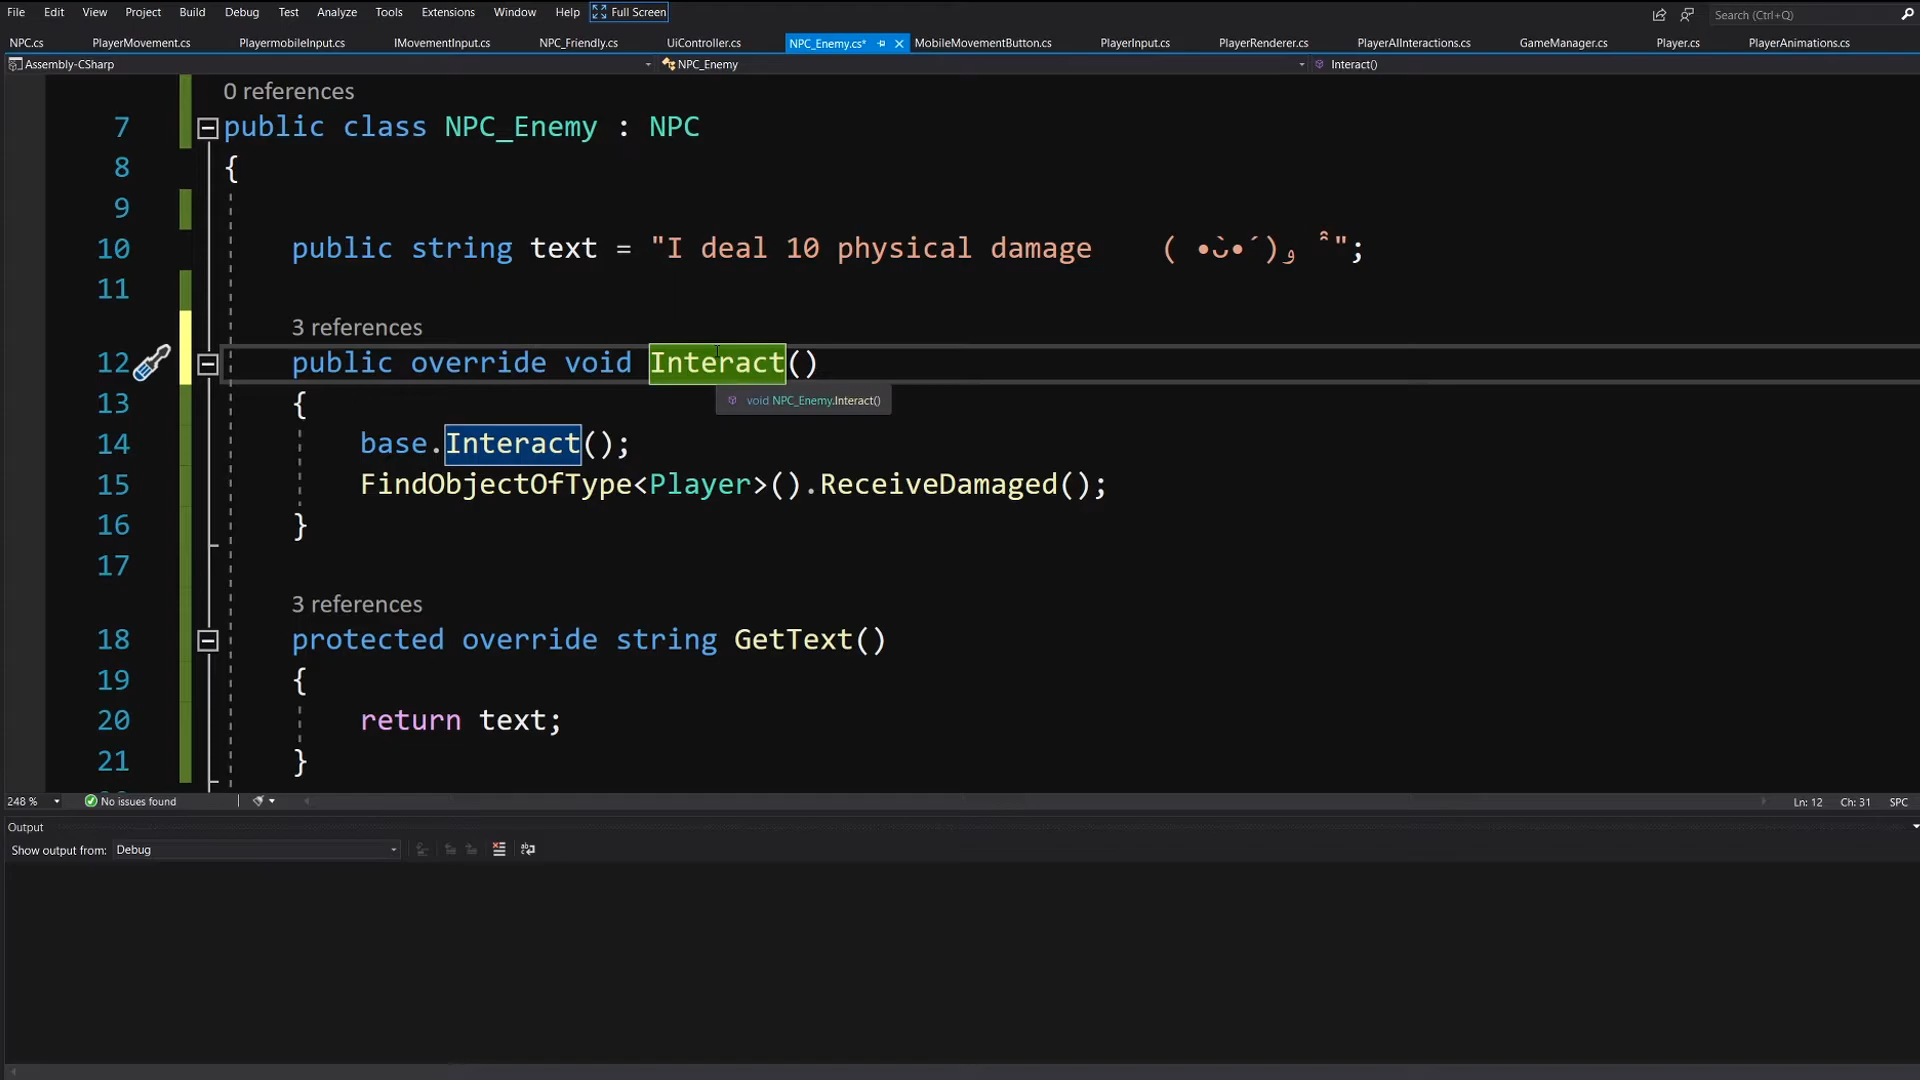 File Edit View Project Build Debug Test Analyze Tools Extensions Window Help Full Screen Search (Ctrl+Q)
NPC.cs PlayerMovement.cs PlayermobileInput.cs IMovementInput.cs NPC_Friendly.cs UiController.cs NPC_Enemy.cs* MobileMovementButton.cs PlayerInput.cs PlayerRenderer.cs PlayerAIInteractions.cs GameManager.cs Player.cs PlayerAnimations.cs
Assembly-CSharp NPC_Enemy Interact()
0 references
7 public class NPC_Enemy : NPC
8 {
9
10 public string text = "I deal 10 physical damage    ( •̀ᴗ•́ )و ̑̑";
11
3 references
12 public override void Interact()
13 {
void NPC_Enemy.Interact()
14 base.Interact();
15 FindObjectOfType<Player>().ReceiveDamaged();
16 }
17
3 references
18 protected override string GetText()
19 {
20 return text;
21 }
248 % No issues found Ln: 12 Ch: 31 SPC
Output
Show output from: Debug